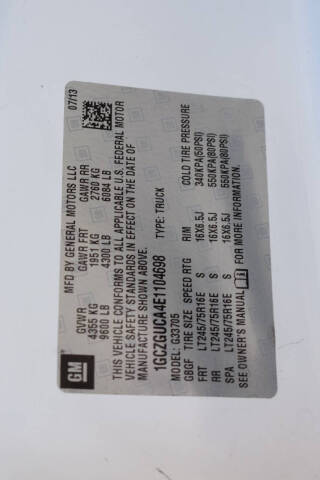 GM
MFD BY GENERAL MOTORS LLC 07/13
GVWR GAWR FRT GAWR RR
4355 KG 1951 KG 2760 KG
9600 LB 4300 LB 6084 LB
THIS VEHICLE CONFORMS TO ALL APPLICABLE U.S. FEDERAL MOTOR
VEHICLE SAFETY STANDARDS IN EFFECT ON THE DATE OF
MANUFACTURE SHOWN ABOVE.
1GCZGUCA4E1104698 TYPE: TRUCK
MODEL: G33705
GBGF TIRE SIZE SPEED RTG RIM COLD TIRE PRESSURE
FRT LT245/75R16E S 16X6.5J 340KPA(50PSI)
RR LT245/75R16E S 16X6.5J 550KPA(80PSI)
SPA LT245/75R16E S 16X6.5J 550KPA(80PSI)
SEE OWNER'S MANUAL FOR MORE INFORMATION.